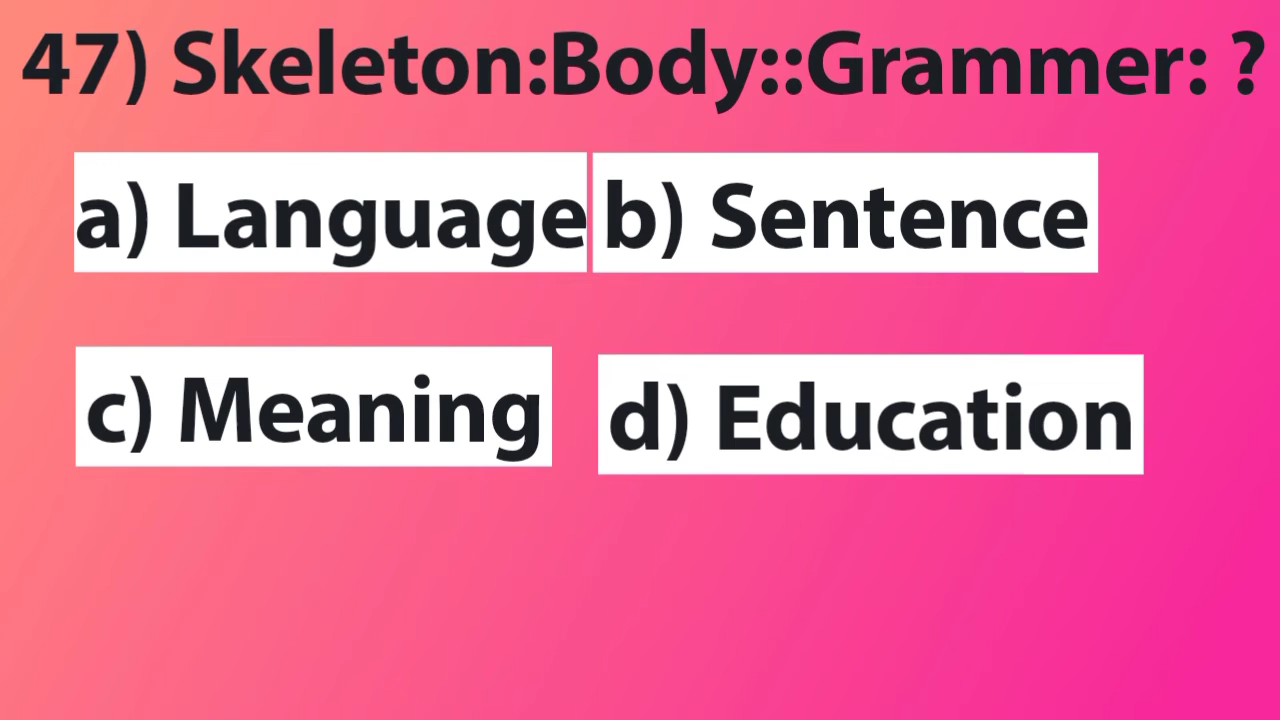 47) Skeleton:Body::Grammer: ?
a) Language b) Sentence
c) Meaning d) Education